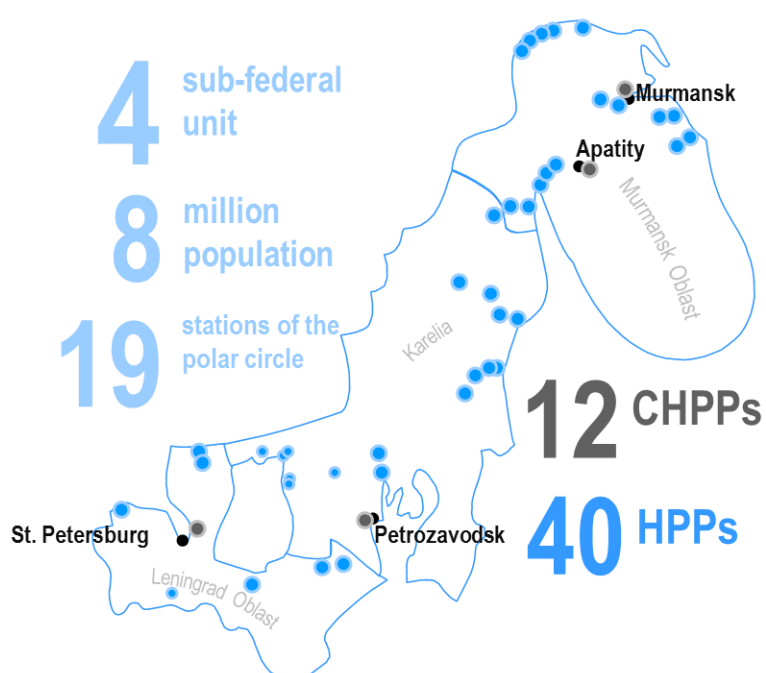 4 sub-federal
unit
8 million
population
19 stations of the
polar circle
Murmansk
Apatity
Murmansk Oblast
Karelia
12 CHPPs
40 HPPs
St. Petersburg
Petrozavodsk
Leningrad Oblast